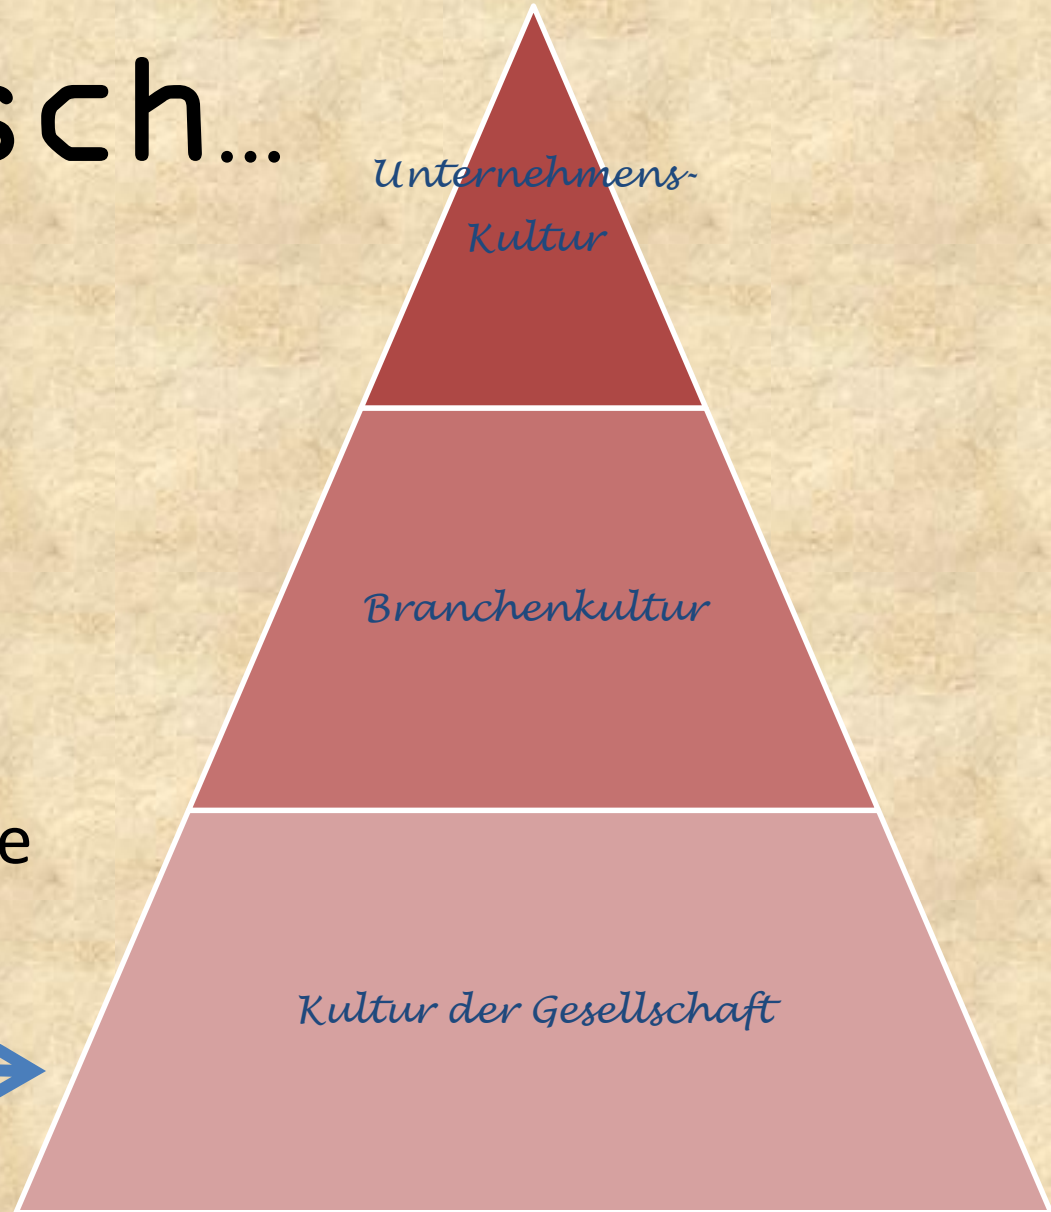 sch...
Unternehmens-
Kultur
Branchenkultur
e
Kultur der Gesellschaft